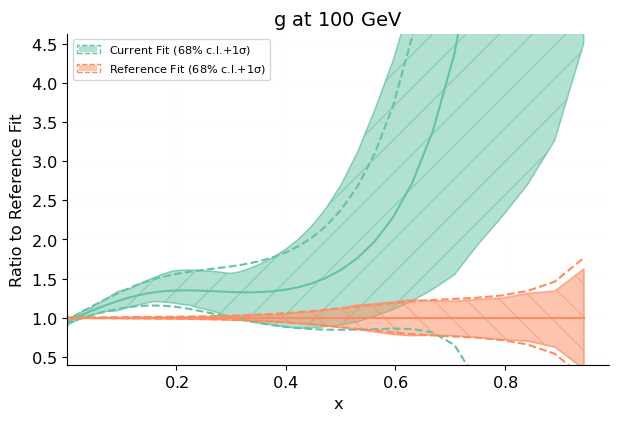 g at 100 GeV
Current Fit (68% c.l.+1σ)
Reference Fit (68% c.l.+1σ)
Ratio to Reference Fit
4.5
4.0
3.5
3.0
2.5
2.0
1.5
1.0
0.5
0.2
0.4
0.6
0.8
x